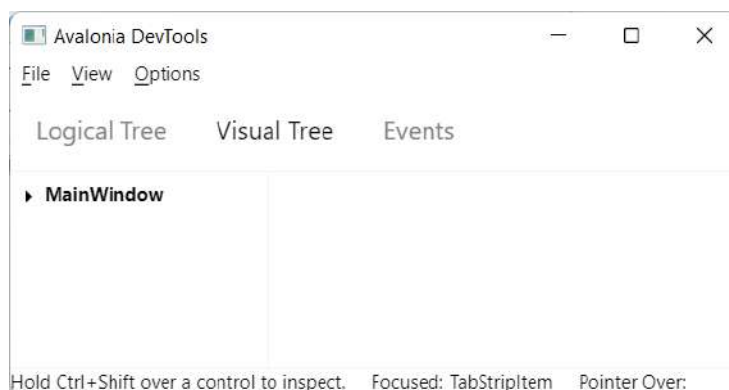 Avalonia DevTools
File View Options
Logical Tree Visual Tree Events
MainWindow
Hold Ctrl+Shift over a control to inspect. Focused: TabStripItem Pointer Over: